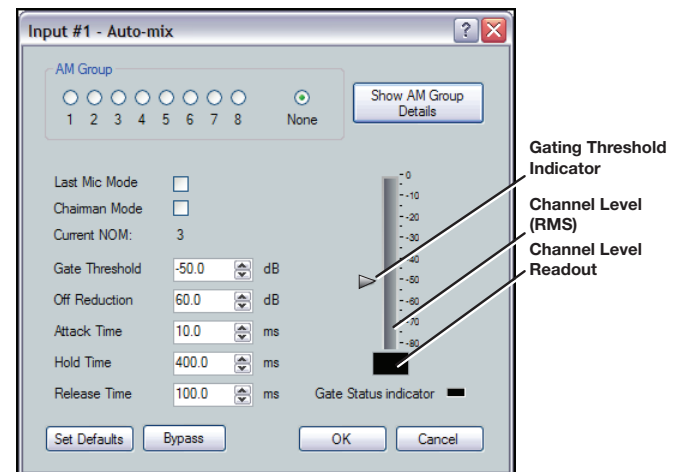 Input #1 - Auto-mix
?
AM Group
1 2 3 4 5 6 7 8 None
Show AM Group
Details
Gating Threshold
Indicator
Channel Level
(RMS)
Channel Level
Readout
Last Mic Mode
Chairman Mode
Current NOM: 3
Gate Threshold -50.0 dB
Off Reduction 60.0 dB
Attack Time 10.0 ms
Hold Time 400.0 ms
Release Time 100.0 ms
-0
-10
-20
-30
-40
-50
-60
-70
-80
Gate Status indicator
Set Defaults Bypass OK Cancel